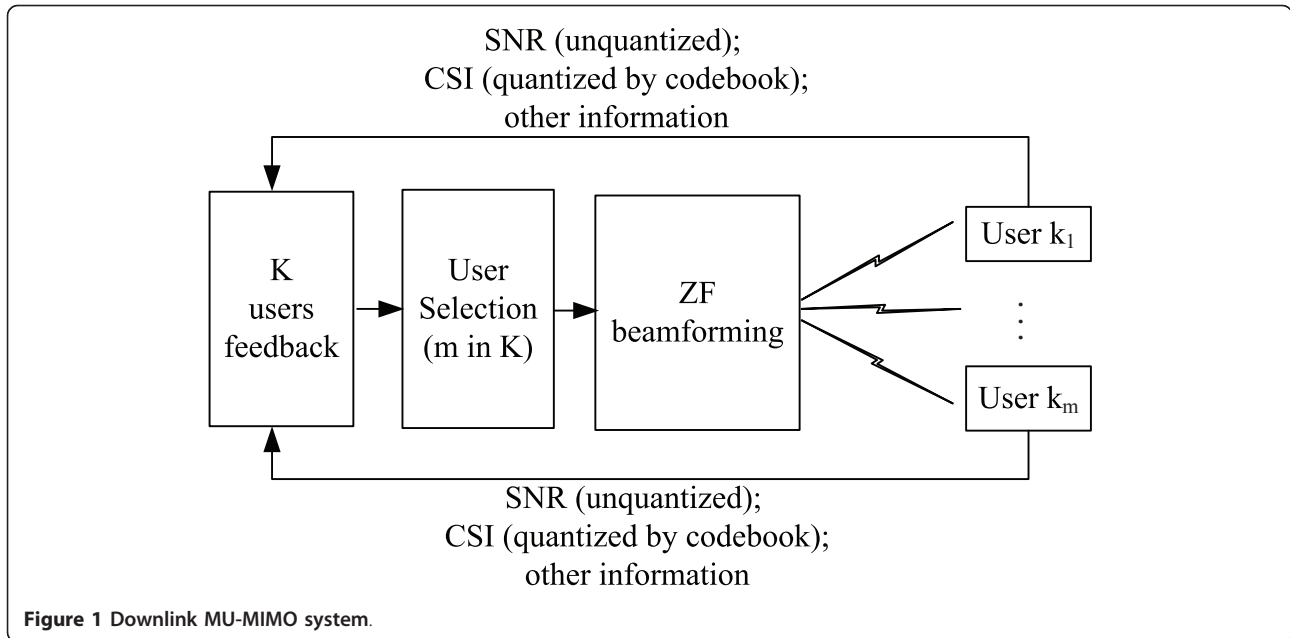 SNR (unquantized);
CSI (quantized by codebook);
other information
K
users
feedback
User
Selection
(m in K)
ZF
beamforming
User k₁
⋮
User kₘ
SNR (unquantized);
CSI (quantized by codebook);
other information
Figure 1 Downlink MU-MIMO system.